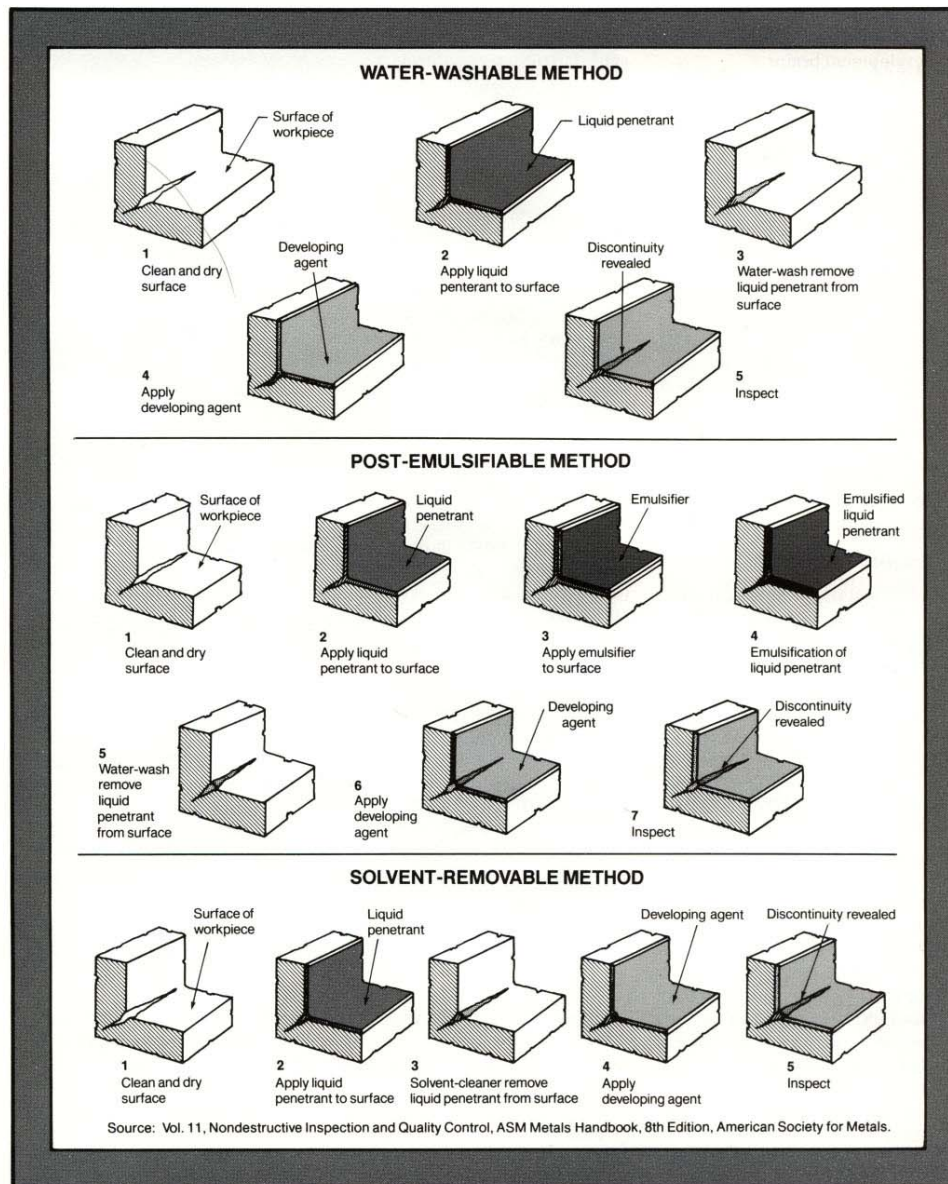 WATER-WASHABLE METHOD
Surface of
workpiece
Liquid penetrant
1
Clean and dry
surface
2
Apply liquid
penterant to surface
3
Water-wash remove
liquid penetrant from
surface
Developing
agent
Discontinuity
revealed
4
Apply
developing agent
5
Inspect
POST-EMULSIFIABLE METHOD
Surface of
workpiece
Liquid
penetrant
Emulsifier
Emulsified
liquid
penetrant
1
Clean and dry
surface
2
Apply liquid
penetrant to surface
3
Apply emulsifier
to surface
4
Emulsification of
liquid penetrant
Developing
agent
Discontinuity
revealed
5
Water-wash
remove
liquid
penetrant
from surface
6
Apply
developing
agent
7
Inspect
SOLVENT-REMOVABLE METHOD
Surface of
workpiece
Liquid
penetrant
Developing agent
Discontinuity revealed
1
Clean and dry
surface
2
Apply liquid
penetrant to surface
3
Solvent-cleaner remove
liquid penetrant from surface
4
Apply
developing agent
5
Inspect
Source: Vol. 11, Nondestructive Inspection and Quality Control, ASM Metals Handbook, 8th Edition, American Society for Metals.